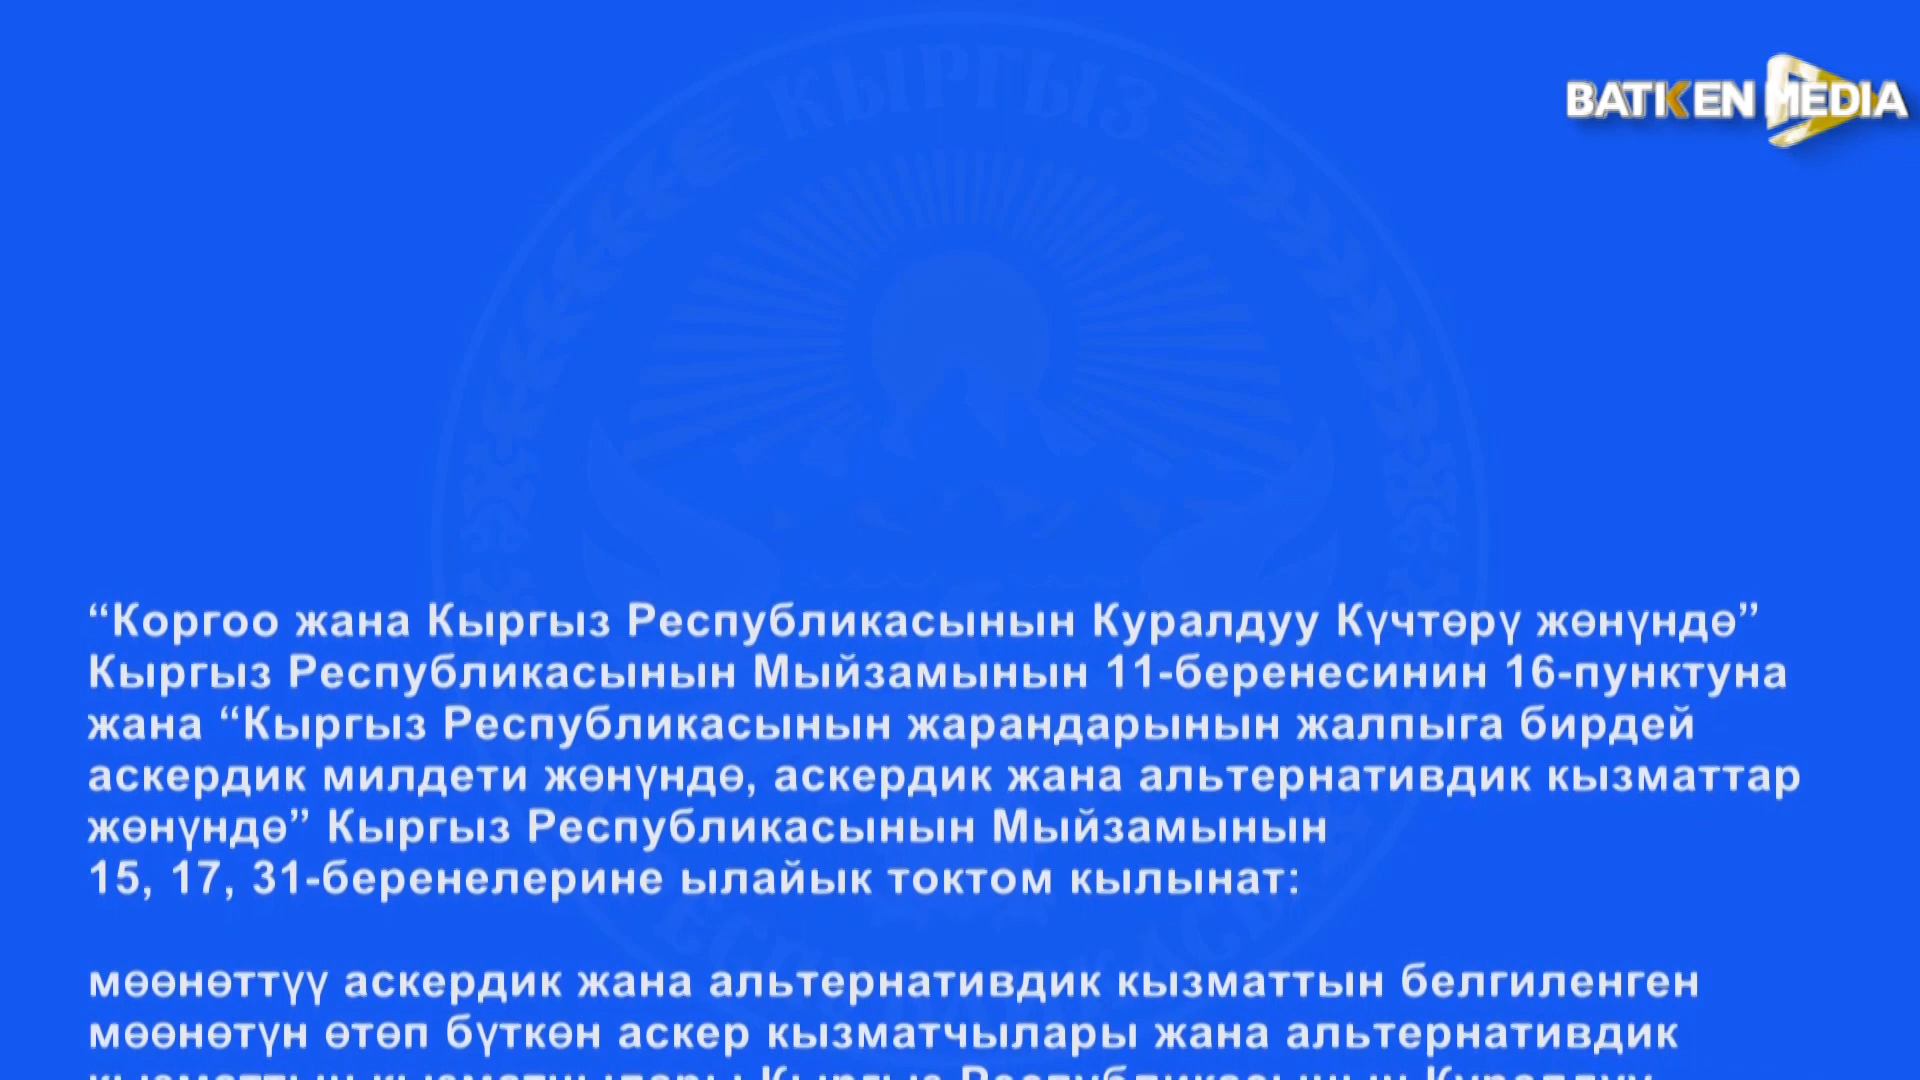 КЫРГЫЗ
BATKEN MEDIA
“Коргоо жана Кыргыз Республикасынын Куралдуу Күчтөрү жөнүндө”
Кыргыз Республикасынын Мыйзамынын 11-беренесинин 16-пунктуна
жана “Кыргыз Республикасынын жарандарынын жалпыга бирдей
аскердик милдети жөнүндө, аскердик жана альтернативдик кызматтар
жөнүндө” Кыргыз Республикасынын Мыйзамынын
15, 17, 31-беренелерине ылайык токтом кылынат:
мөөнөттүү аскердик жана альтернативдик кызматтын белгиленген
мөөнөтүн өтөп бүткөн аскер кызматчылары жана альтернативдик